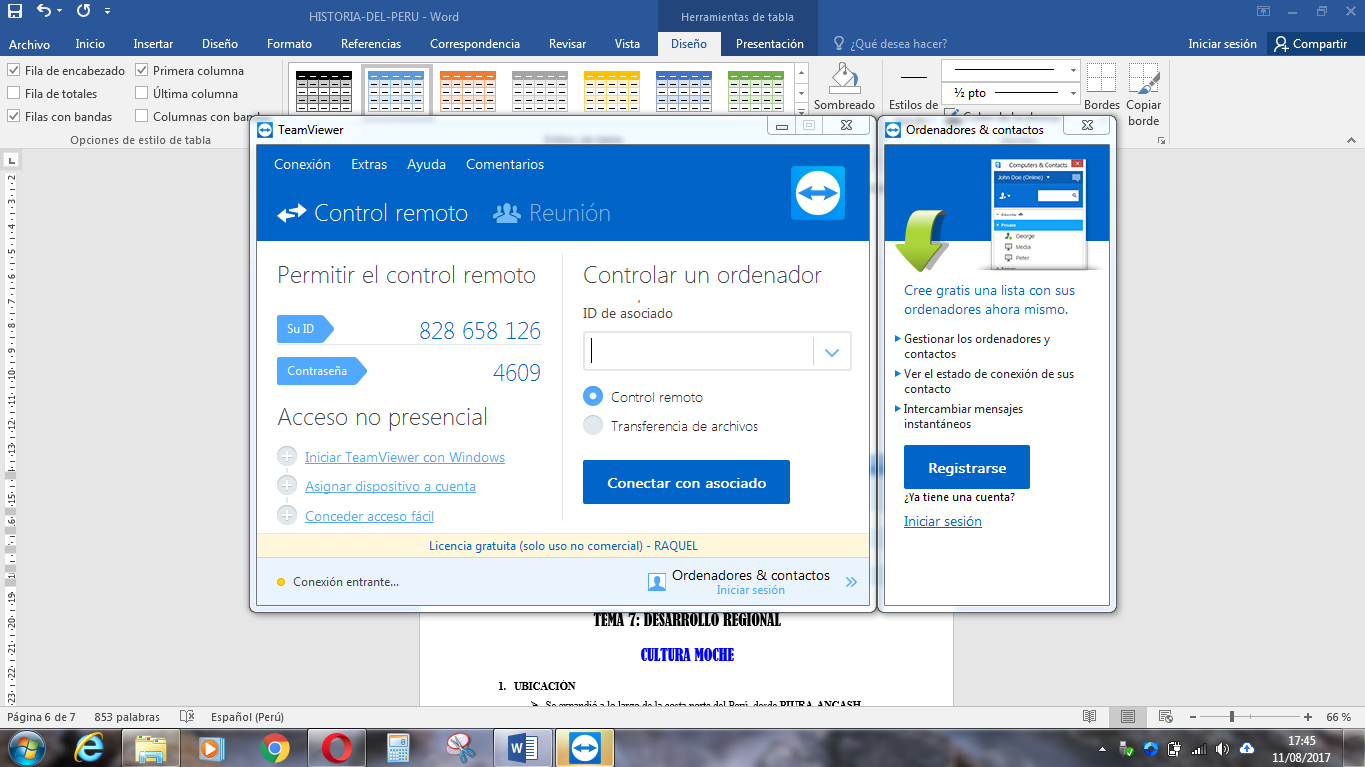 HISTORIA-DEL-PERU - Word
Herramientas de tabla
Archivo Inicio Insertar Diseño Formato Referencias Correspondencia Revisar Vista Diseño Presentación ¿Qué desea hacer? Iniciar sesión Compartir
Fila de encabezado
Primera columna
Fila de totales
Última columna
Filas con bandas
Columnas con band
Opciones de estilo de tabla
Sombreado
Estilos de
½ pto
Bordes
Copiar
borde
TeamViewer
Conexión Extras Ayuda Comentarios
Control remoto
Reunión
Permitir el control remoto
Su ID
828 658 126
Contraseña
4609
Acceso no presencial
Iniciar TeamViewer con Windows
Asignar dispositivo a cuenta
Conceder acceso fácil
Controlar un ordenador
ID de asociado
Control remoto
Transferencia de archivos
Conectar con asociado
Licencia gratuita (solo uso no comercial) - RAQUEL
Conexión entrante...
Ordenadores & contactos
Iniciar sesión
Ordenadores & contactos
Computers & Contacts
John Doe (Online)
Private
George
Media
Peter
Cree gratis una lista con sus
ordenadores ahora mismo.
Gestionar los ordenadores y
contactos
Ver el estado de conexión de sus
contacto
Intercambiar mensajes
instantáneos
Registrarse
¿Ya tiene una cuenta?
Iniciar sesión
TEMA 7: DESARROLLO REGIONAL
CULTURA MOCHE
1. UBICACIÓN
Se expandió a lo largo de la costa norte del Perú, desde PIURA-ANCASH
Página 6 de 7 853 palabras Español (Perú) 66 %
17:45
11/08/2017